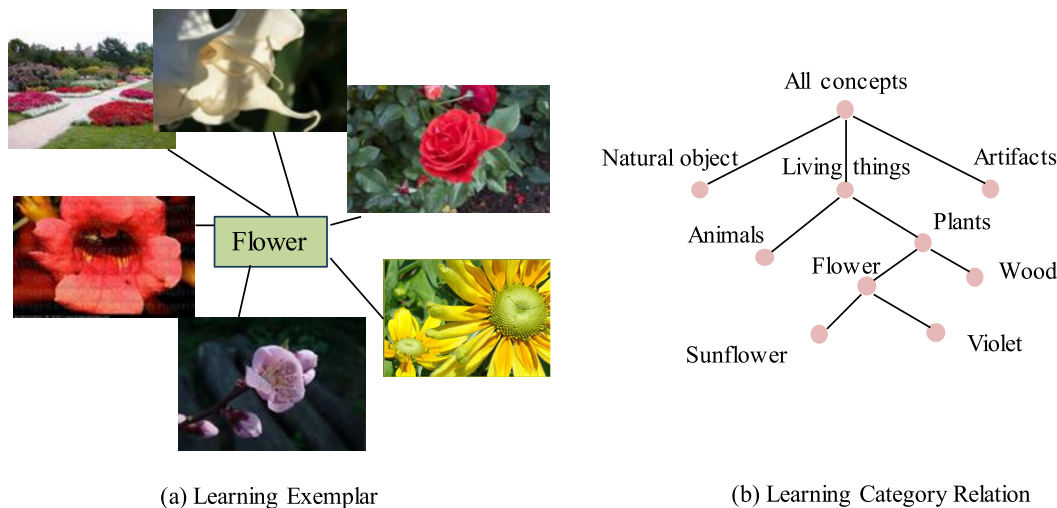 Flower
(a) Learning Exemplar
All concepts
Natural object
Living things
Artifacts
Animals
Plants
Flower
Wood
Sunflower
Violet
(b) Learning Category Relation